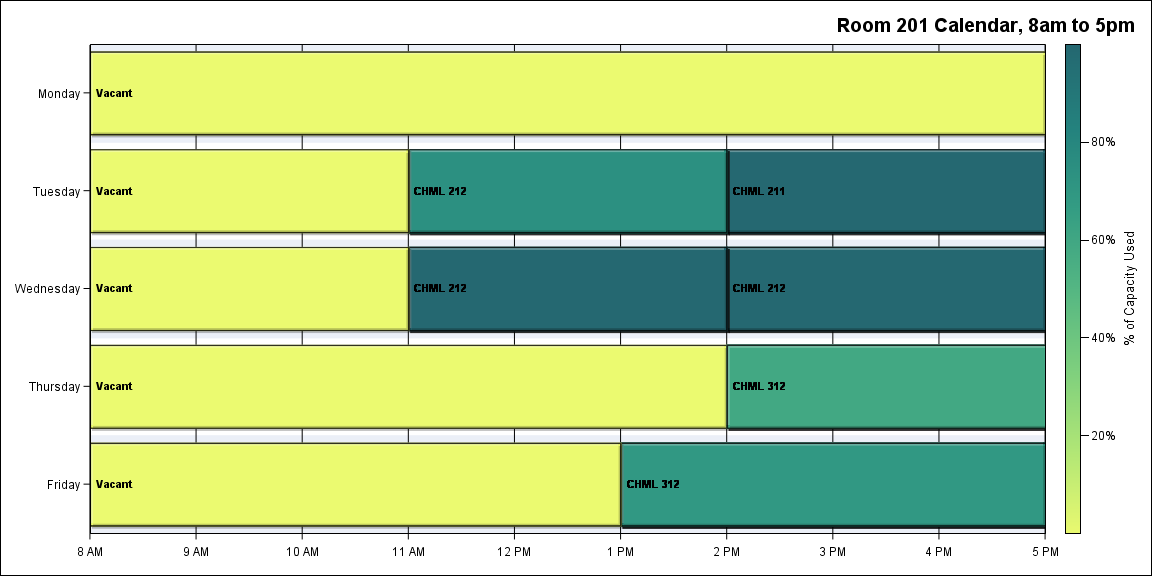 Room 201 Calendar, 8am to 5pm
Monday
Vacant
Tuesday
Vacant
CHML 212
CHML 211
Wednesday
Vacant
CHML 212
CHML 212
Thursday
Vacant
CHML 312
Friday
Vacant
CHML 312
8 AM 9 AM 10 AM 11 AM 12 PM 1 PM 2 PM 3 PM 4 PM 5 PM
80%
60%
40%
20%
% of Capacity Used